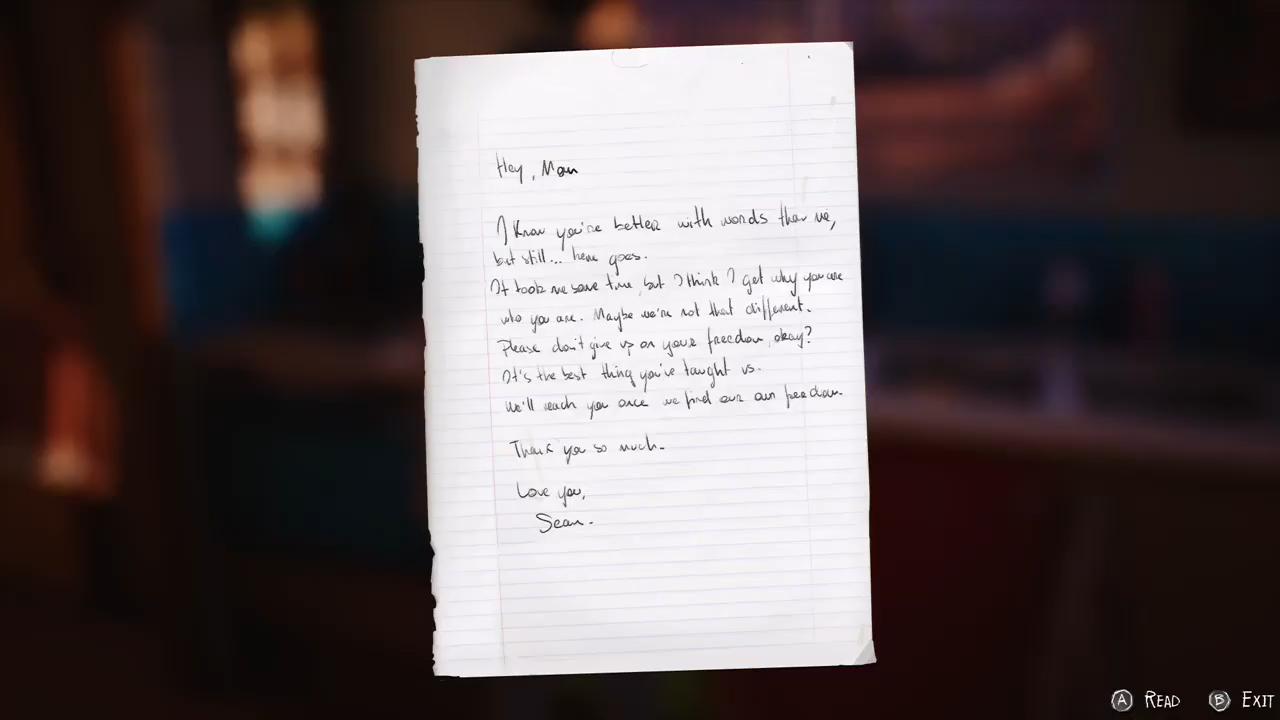 Hey, Mom
I know you're better with words than me,
but still... here goes.
It took me some time, but I think I get why you are
who you are. Maybe we're not that different.
Please don't give up on your freedom, okay?
It's the best thing you've taught us.
We'll reach you once we find our own freedom.
Thank you so much.
Love you,
Sean.
A READ B EXIT